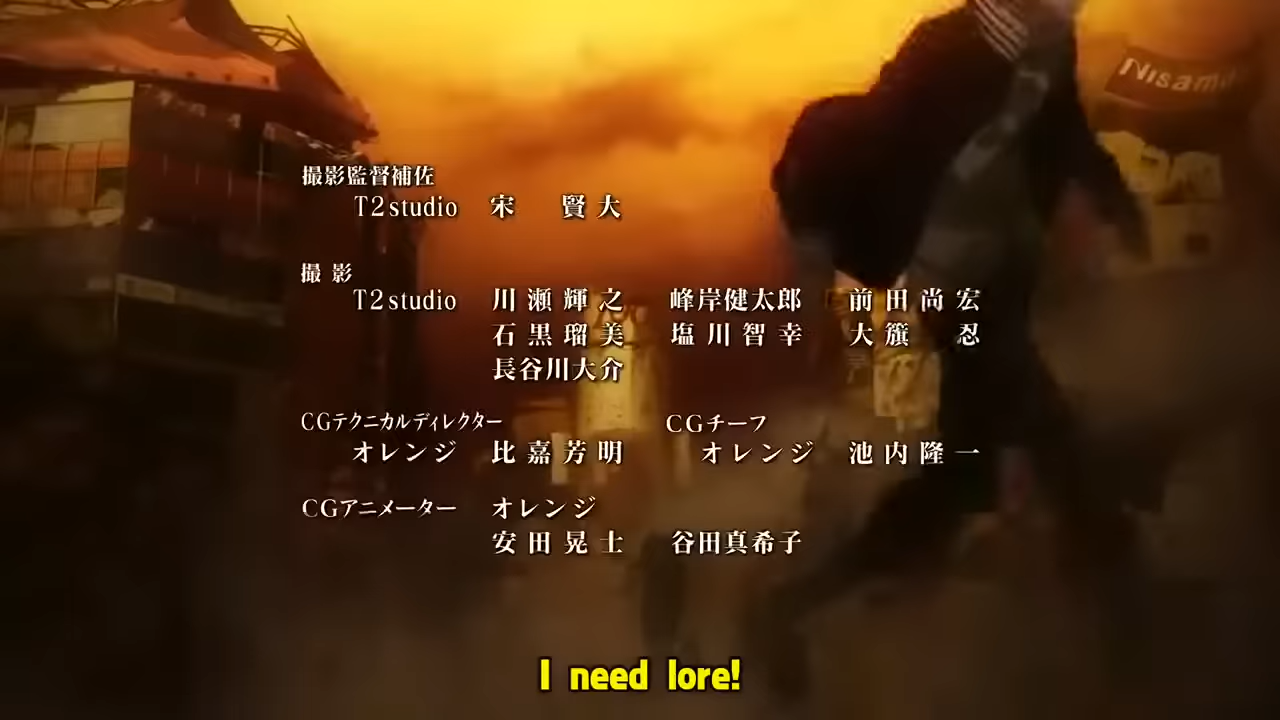 Nisam
撮影監督補佐
T2studio 宋 賢大
撮影
T2studio 川瀬輝之 峰岸健太郎 前田尚宏
石黒瑠美 塩川智幸 大籏 忍
長谷川大介
CGテクニカルディレクター CGチーフ
オレンジ 比嘉芳明 オレンジ 池内隆一
CGアニメーター オレンジ
安田晃士 谷田真希子
I need lore!